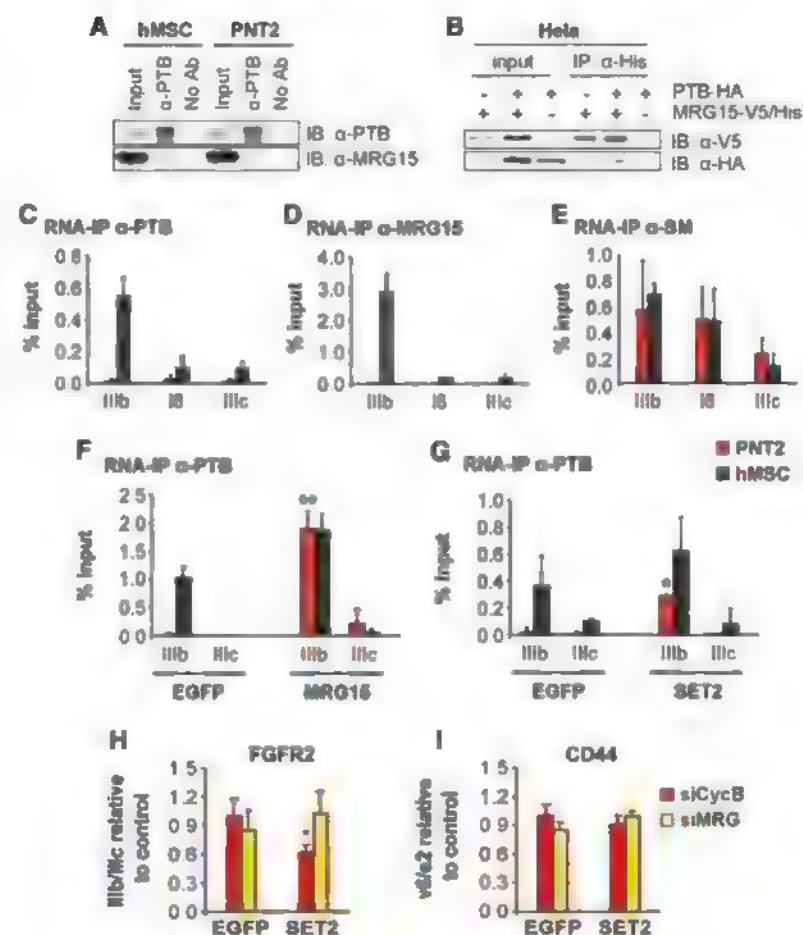 A hMSC PNT2
Input α-PTB No Ab Input α-PTB No Ab
IB α-PTB
IB α-MRG15
B Hela
input IP α-His
- + + - + + PTB-HA
+ + - + + - MRG15-V5/His
IB α-V5
IB α-HA
C RNA-IP α-PTB
% input
0.8
0.6
0.4
0.2
0.0
IIIb I8 IIIc
D RNA-IP α-MRG15
% input
4.0
3.0
2.0
1.0
0.0
IIIb I8 IIIc
E RNA-IP α-SM
% input
1.0
0.8
0.6
0.4
0.2
0.0
IIIb I8 IIIc
F RNA-IP α-PTB
% input
2.5
2.0
1.5
1.0
0.5
0.0
**
*
IIIb IIIc IIIb IIIc
EGFP MRG15
G RNA-IP α-PTB
PNT2
hMSC
% input
1.0
0.8
0.6
0.4
0.2
0.0
*
IIIb IIIc IIIb IIIc
EGFP SET2
H FGFR2
IIIb/IIIc relative
to control
1.5
1.2
0.9
0.6
0.3
0.0
*
EGFP SET2
I CD44
to control
1.5
1.2
0.9
0.6
0.3
0.0
EGFP SET2
siCycB
siMRG